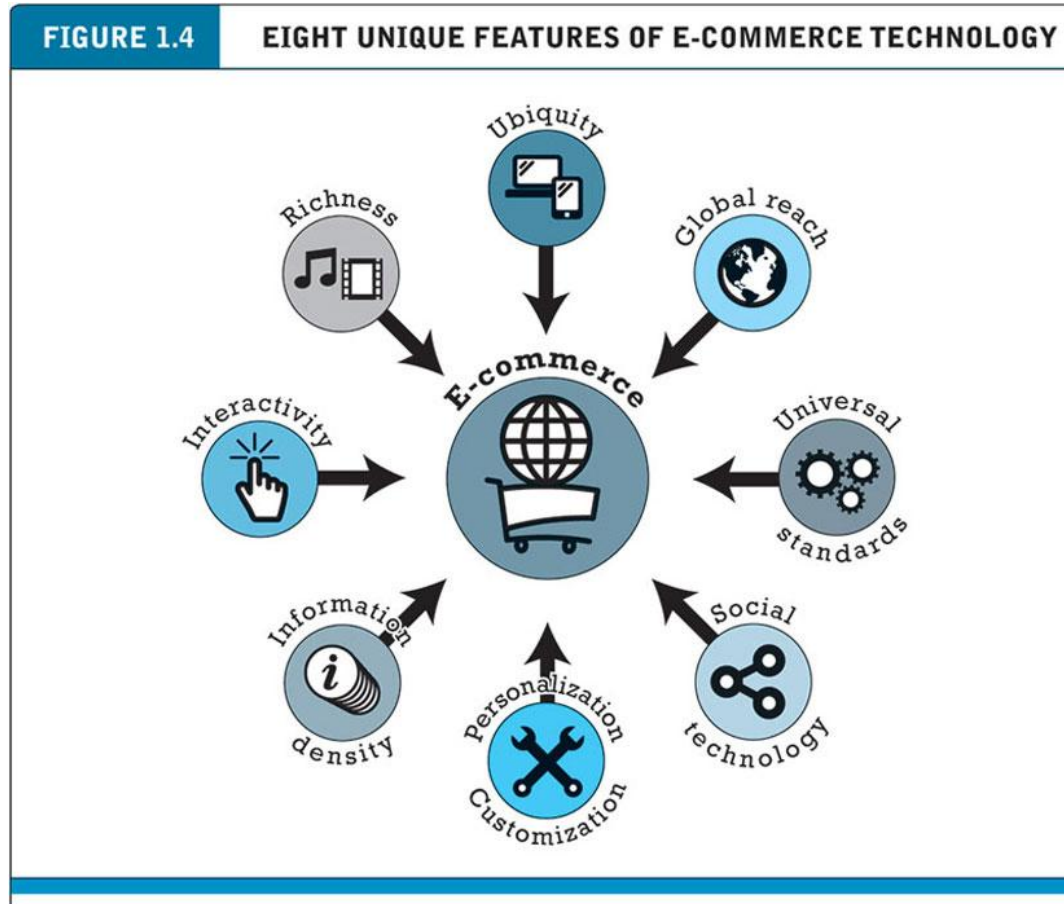 FIGURE 1.4
EIGHT UNIQUE FEATURES OF E-COMMERCE TECHNOLOGY
Ubiquity
Richness
Global reach
E-commerce
Interactivity
Universal
standards
Information
density
Social
technology
Personalization
Customization
i